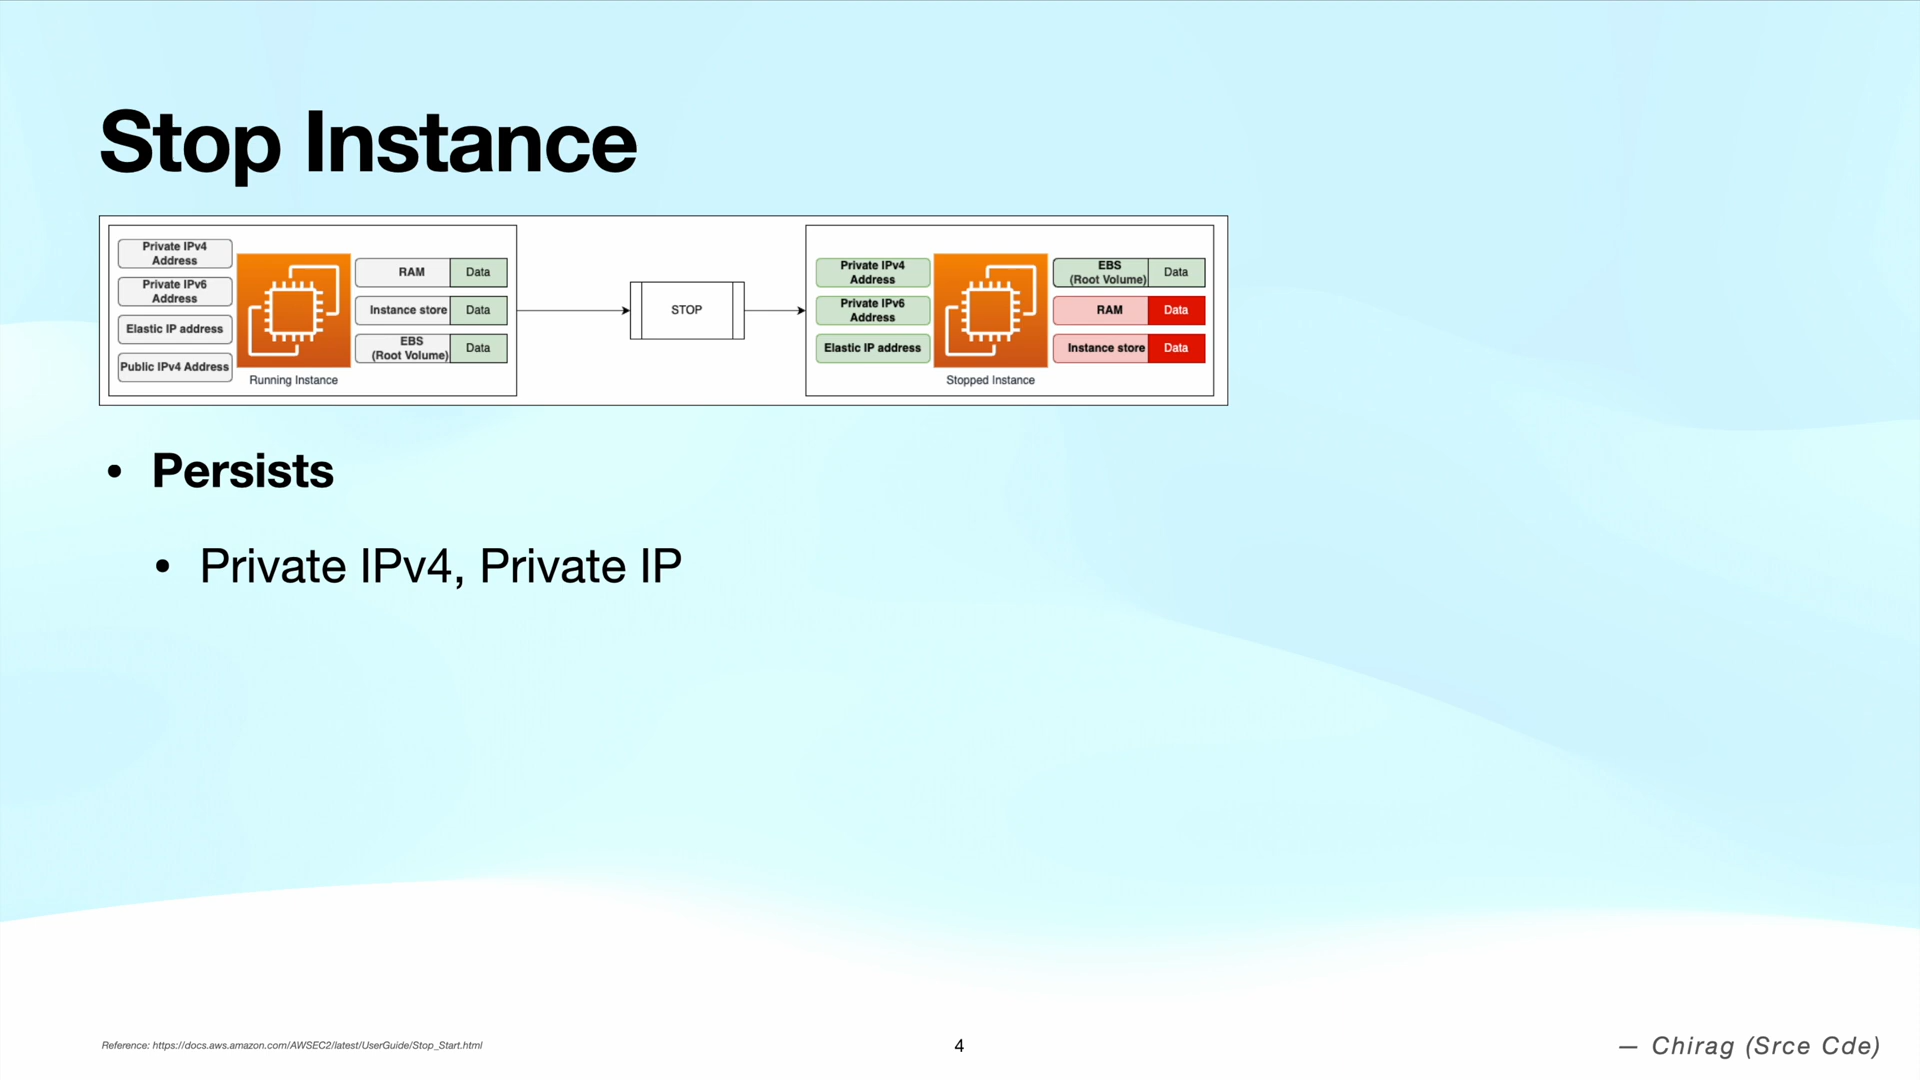 Stop Instance
Private IPv4
Address
Private IPv6
Address
Elastic IP address
Public IPv4 Address
Running Instance
RAM Data
Instance store Data
EBS
(Root Volume) Data
STOP
Private IPv4
Address
Private IPv6
Address
Elastic IP address
Stopped Instance
EBS
(Root Volume) Data
RAM Data
Instance store Data
• Persists
• Private IPv4, Private IP
Reference: https://docs.aws.amazon.com/AWSEC2/latest/UserGuide/Stop_Start.html
4
— Chirag (Srce Cde)